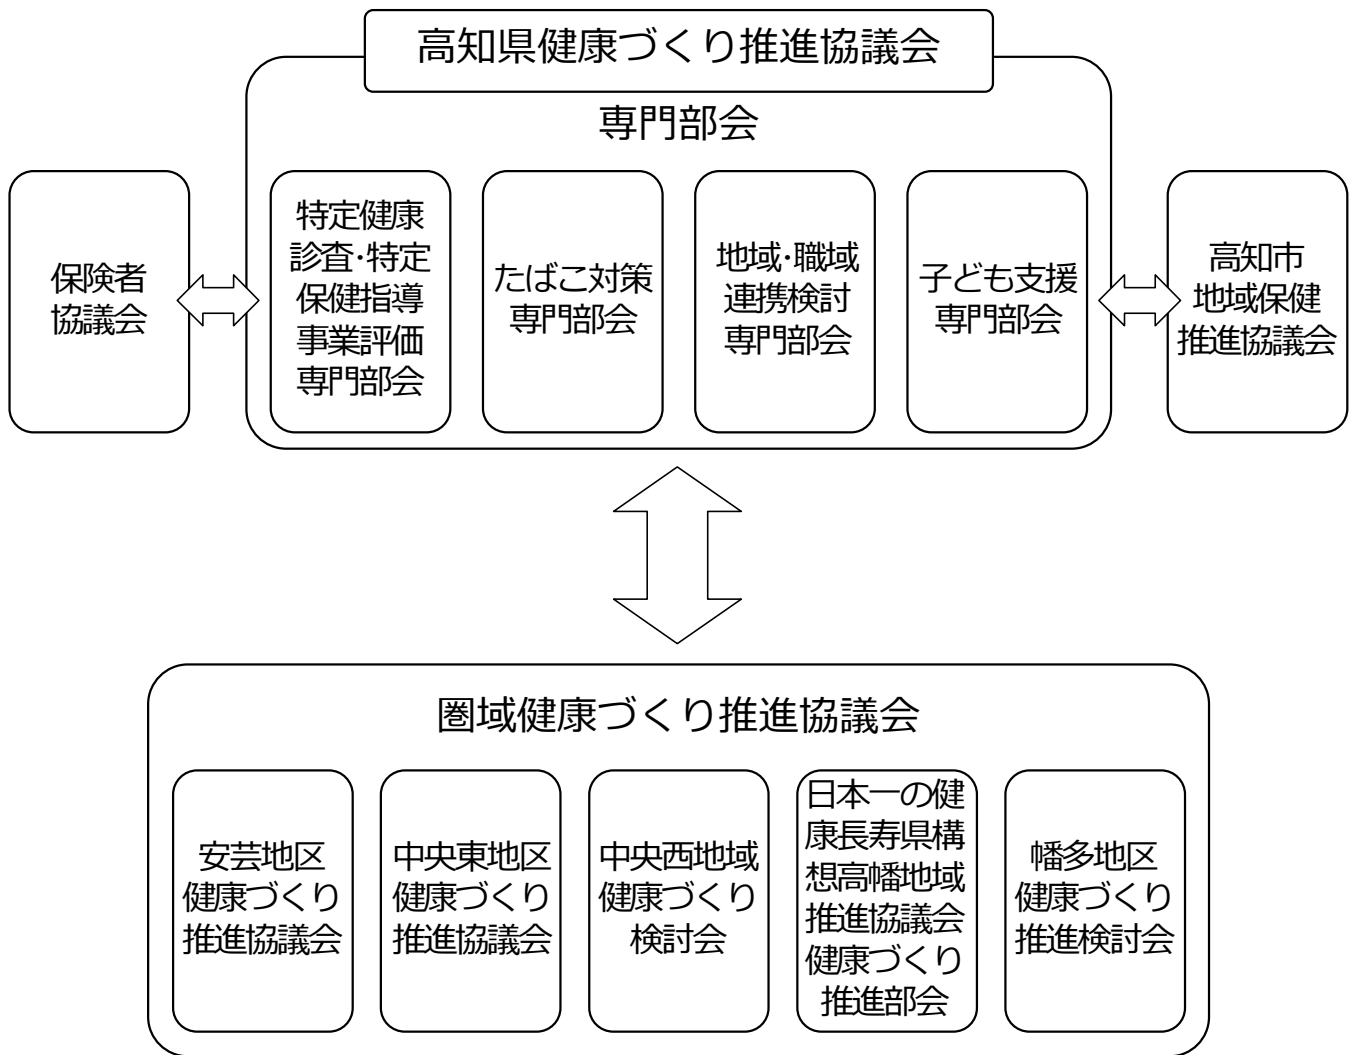 高知県健康づくり推進協議会
専門部会
保険者
協議会
特定健康
診査・特定
保健指導
事業評価
専門部会
たばこ対策
専門部会
地域・職域
連携検討
専門部会
子ども支援
専門部会
高知市
地域保健
推進協議会
圏域健康づくり推進協議会
安芸地区
健康づくり
推進協議会
中央東地区
健康づくり
推進協議会
中央西地域
健康づくり
検討会
日本一の健
康長寿県構
想高幡地域
推進協議会
健康づくり
推進部会
幡多地区
健康づくり
推進検討会